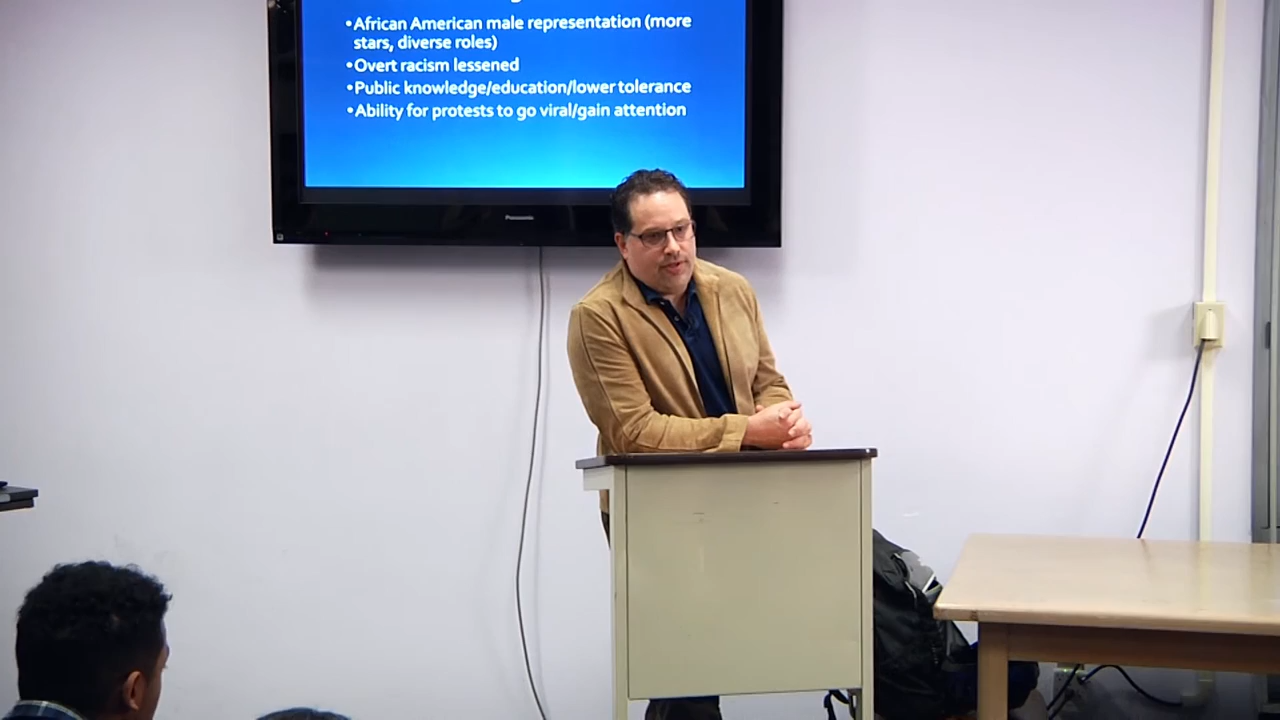 •African American male representation (more
stars, diverse roles)
•Overt racism lessened
•Public knowledge/education/lower tolerance
•Ability for protests to go viral/gain attention
Panasonic